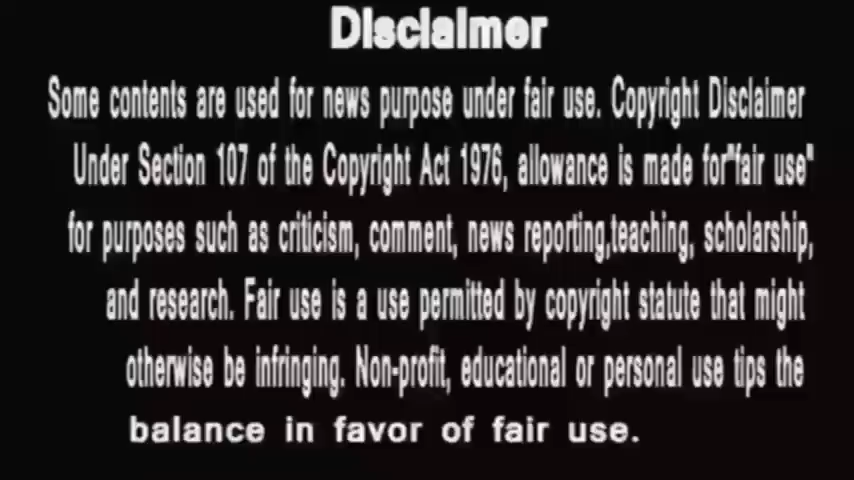 Disclaimer
Some contents are used for news purpose under fair use. Copyright Disclaimer
Under Section 107 of the Copyright Act 1976, allowance is made for"fair use"
for purposes such as criticism, comment, news reporting,teaching, scholarship,
and research. Fair use is a use permitted by copyright statute that might
otherwise be infringing. Non-profit, educational or personal use tips the
balance in favor of fair use.